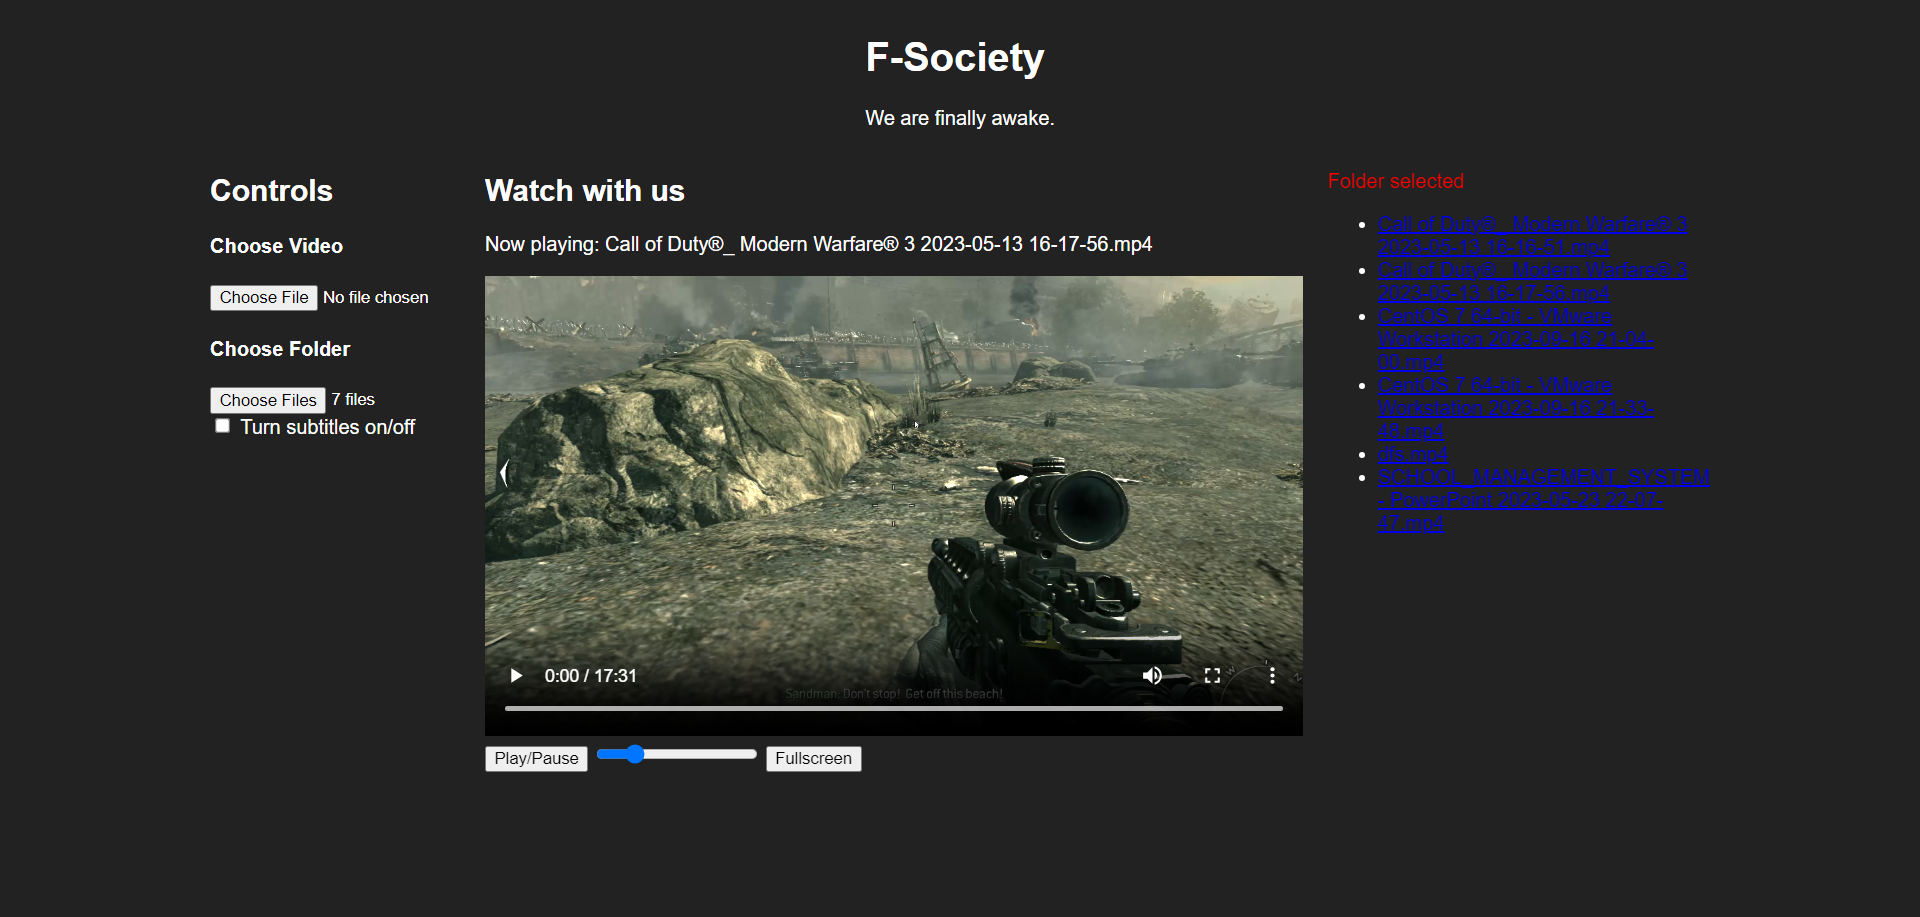 F-Society
We are finally awake.
Controls
Choose Video
Choose File No file chosen
Choose Folder
Choose Files 7 files
Turn subtitles on/off
Watch with us
Now playing: Call of Duty®_ Modern Warfare® 3 2023-05-13 16-17-56.mp4
0:00 / 17:31
Sandman: Don't stop! Get off this beach!
Play/Pause Fullscreen
Folder selected
Call of Duty®_ Modern Warfare® 3
2023-05-13 16-16-51.mp4
Call of Duty®_ Modern Warfare® 3
2023-05-13 16-17-56.mp4
CentOS 7 64-bit - VMware
Workstation 2023-09-16 21-04-
00.mp4
CentOS 7 64-bit - VMware
Workstation 2023-09-16 21-33-
48.mp4
dfs.mp4
SCHOOL_MANAGEMENT_SYSTEM
- PowerPoint 2023-05-23 22-07-
47.mp4